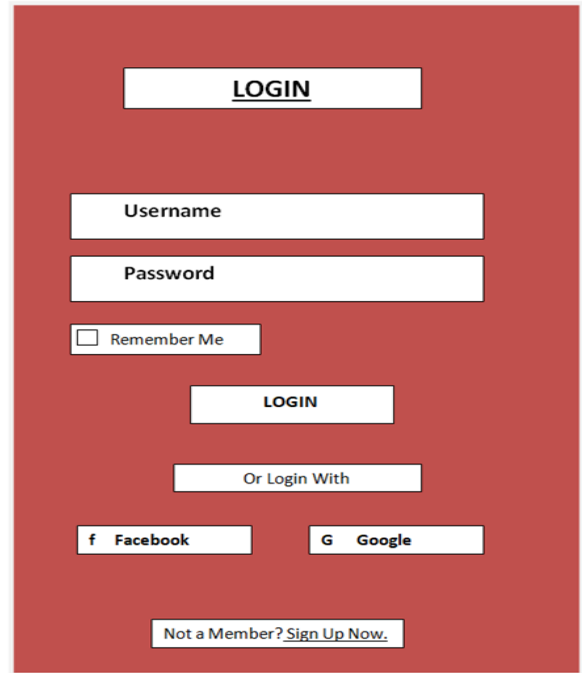 LOGIN
Username
Password
Remember Me
LOGIN
Or Login With
f Facebook
G Google
Not a Member? Sign Up Now.